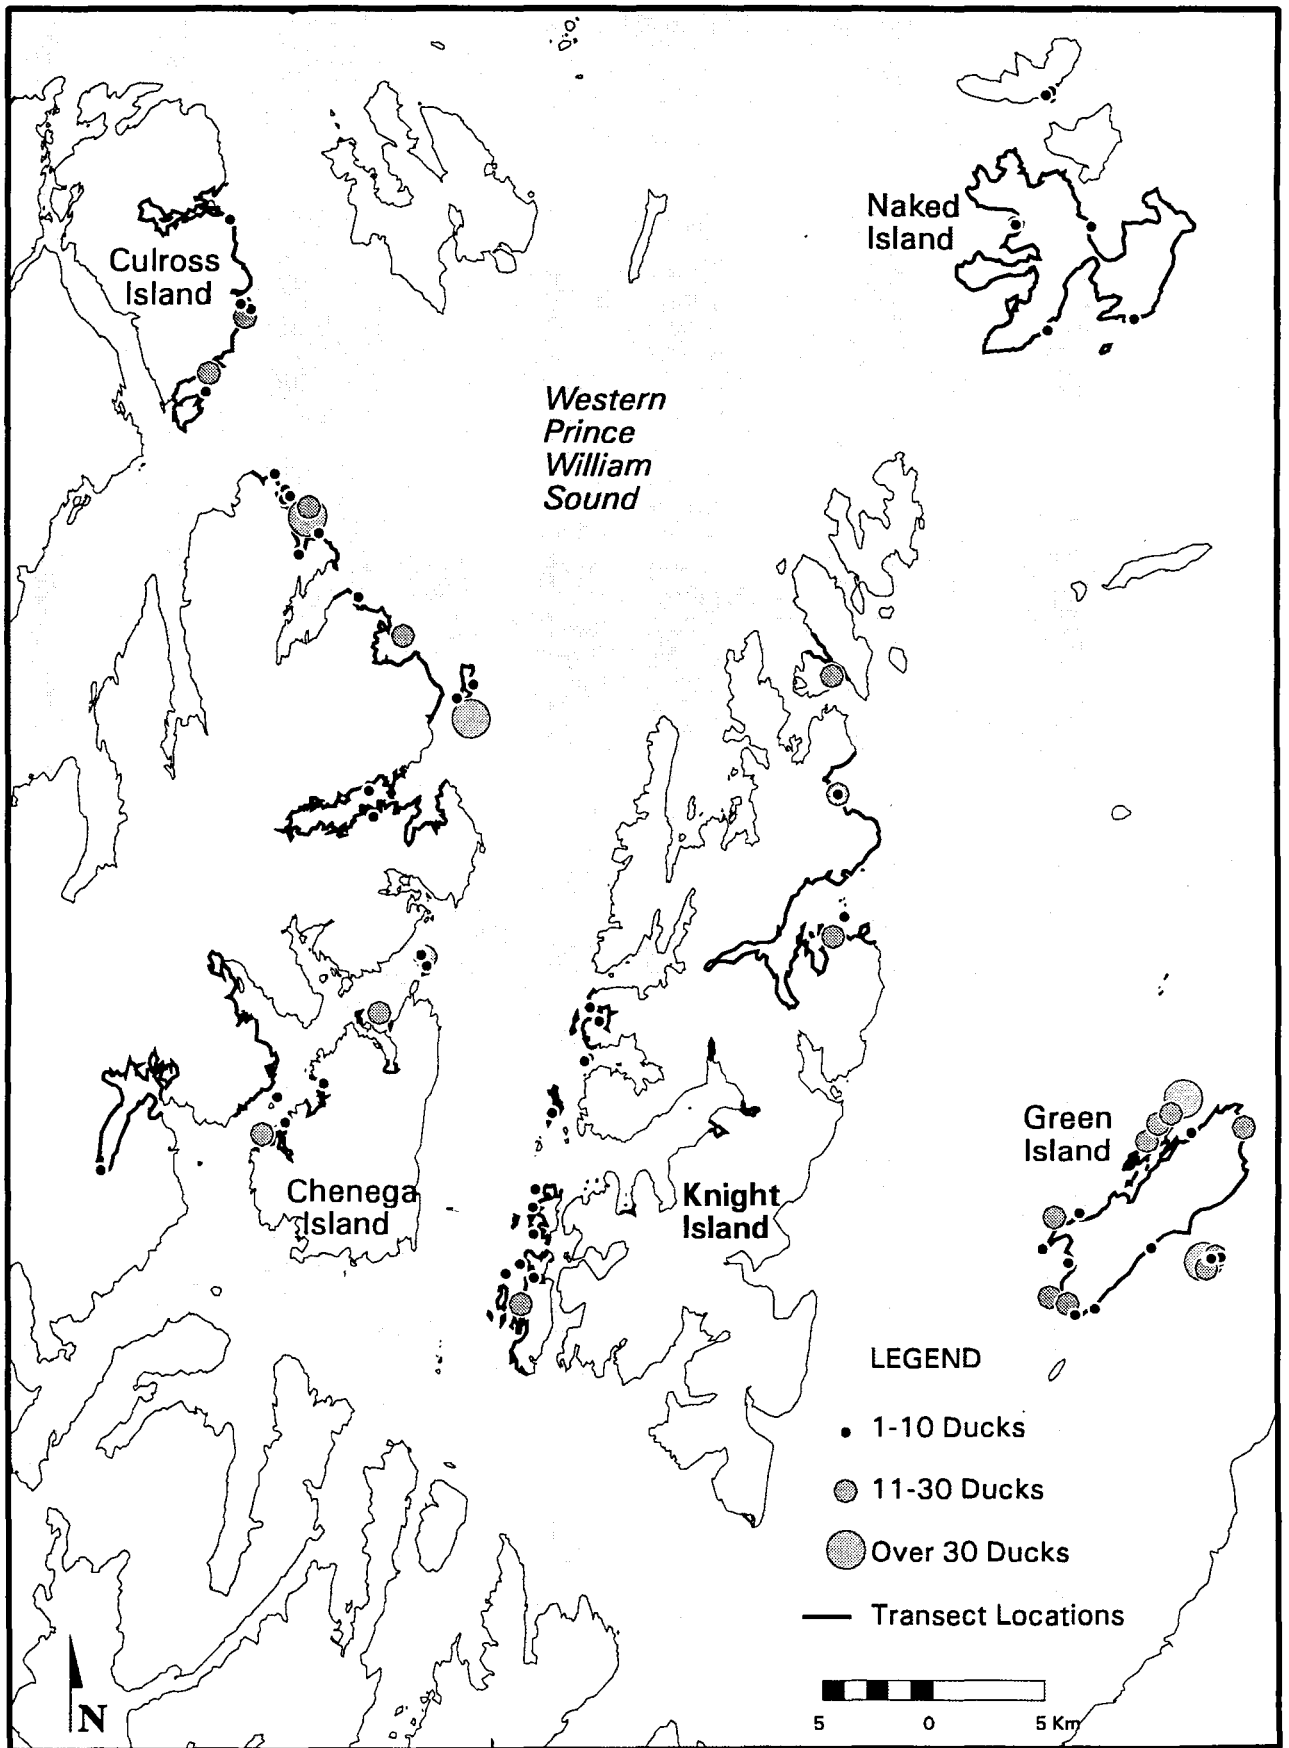 Naked
Island
Culross
Island
Western
Prince
William
Sound
Green
Island
Chenega
Island
Knight
Island
LEGEND
1-10 Ducks
11-30 Ducks
Over 30 Ducks
Transect Locations
N
5 0 5 Km